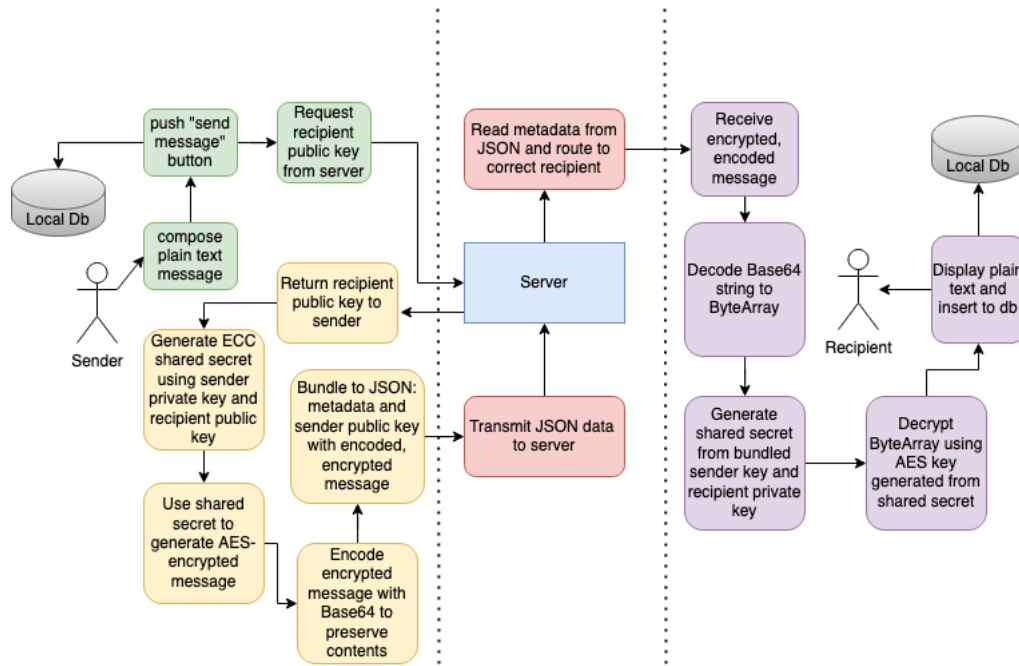 push "send
message"
button
Request
recipient
public key
from server
Local Db
compose
plain text
message
Sender
Return recipient
public key to
sender
Generate ECC
shared secret
using sender
private key and
recipient public
key
Use shared
secret to
generate AES-
encrypted
message
Encode
encrypted
message with
Base64 to
preserve
contents
Bundle to JSON:
metadata and
sender public key
with encoded,
encrypted
message
Transmit JSON data
to server
Server
Read metadata from
JSON and route to
correct recipient
Receive
encrypted,
encoded
message
Decode Base64
string to
ByteArray
Generate
shared secret
from bundled
sender key and
recipient private
key
Decrypt
ByteArray using
AES key
generated from
shared secret
Display plain
text and
insert to db
Recipient
Local Db